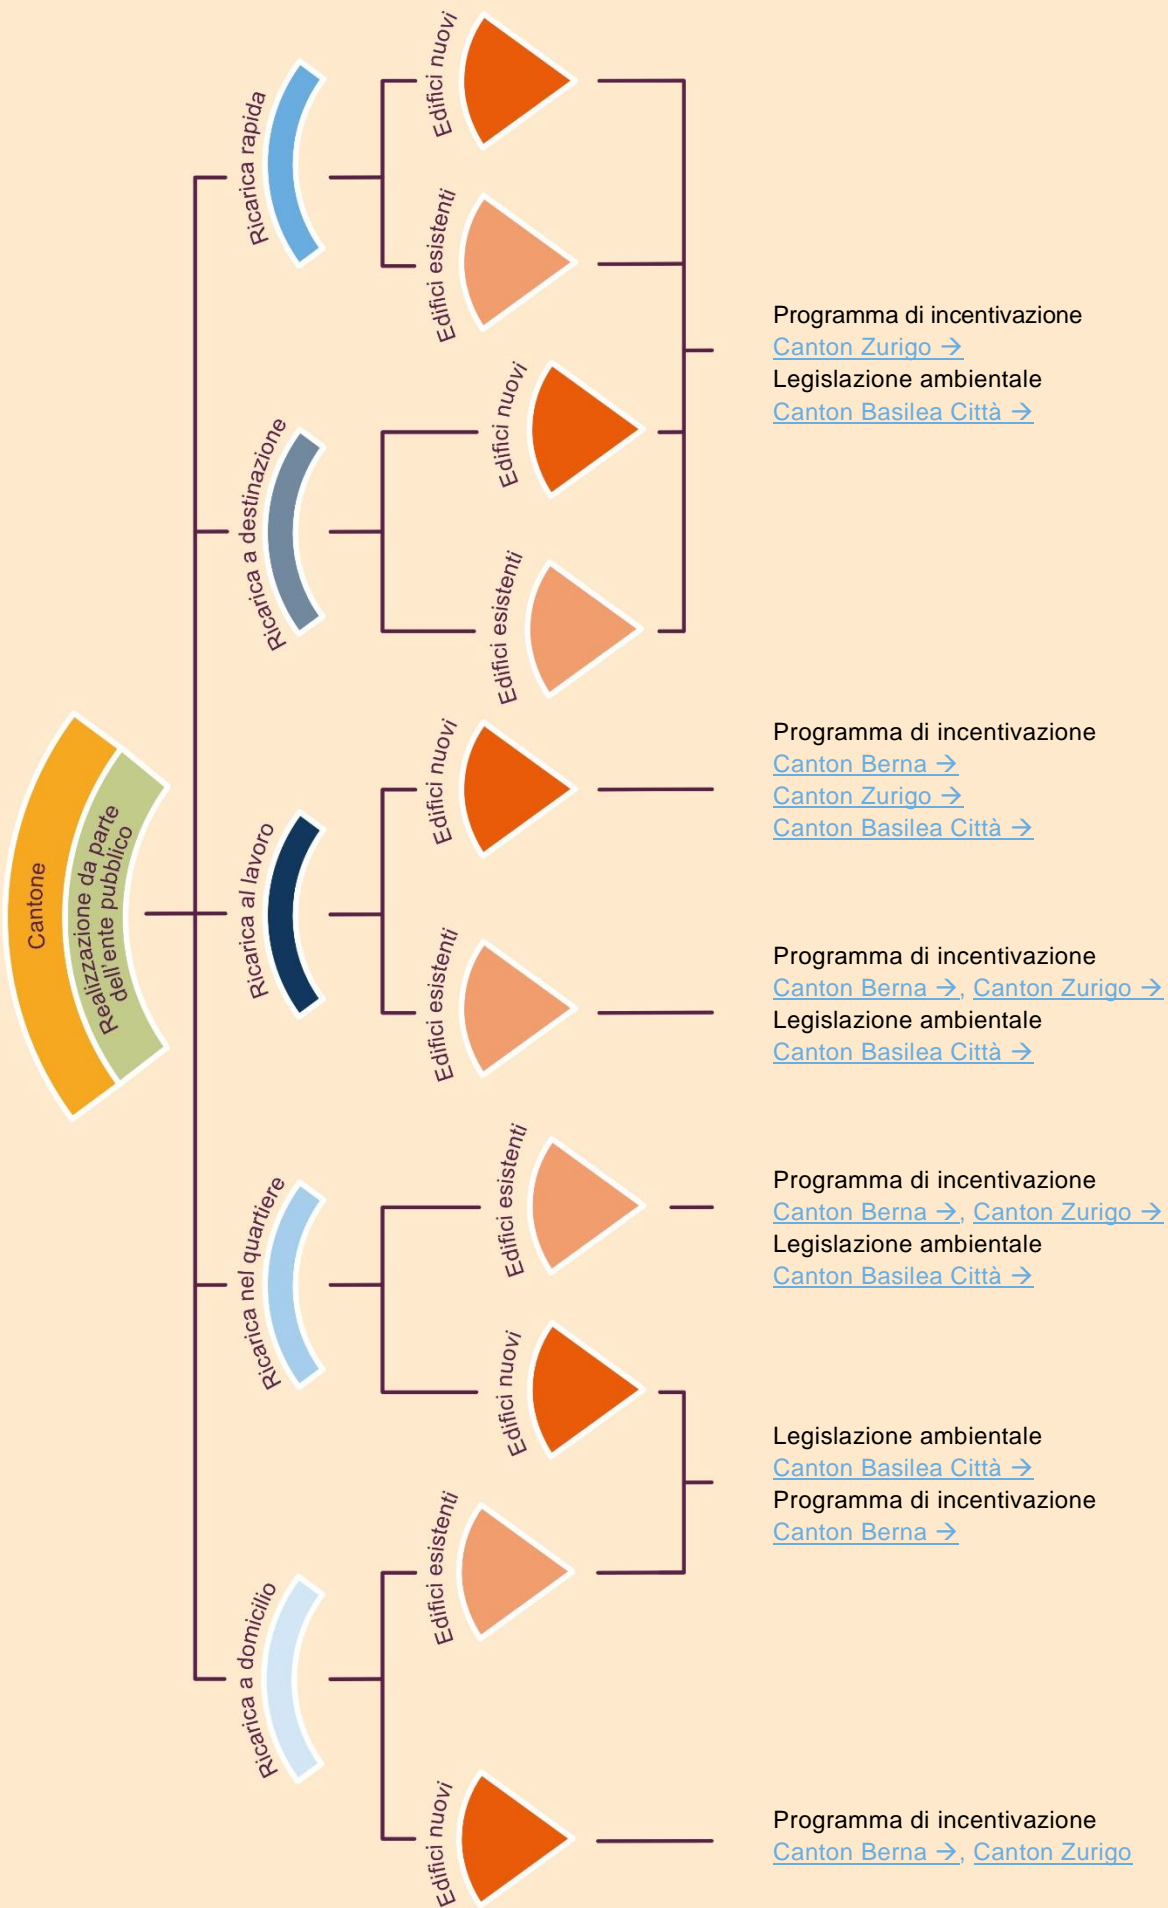 Cantone
Realizzazione da parte
dell'ente pubblico
Ricarica rapida
Edifici nuovi
Edifici esistenti
Programma di incentivazione
Canton Zurigo →
Legislazione ambientale
Canton Basilea Città →
Ricarica a destinazione
Edifici nuovi
Edifici esistenti
Ricarica al lavoro
Edifici nuovi
Programma di incentivazione
Canton Berna →
Canton Zurigo →
Canton Basilea Città →
Edifici esistenti
Programma di incentivazione
Canton Berna →, Canton Zurigo →
Legislazione ambientale
Canton Basilea Città →
Ricarica nel quartiere
Edifici esistenti
Programma di incentivazione
Canton Berna →, Canton Zurigo →
Legislazione ambientale
Canton Basilea Città →
Edifici nuovi
Legislazione ambientale
Canton Basilea Città →
Programma di incentivazione
Canton Berna →
Ricarica a domicilio
Edifici esistenti
Edifici nuovi
Programma di incentivazione
Canton Berna →, Canton Zurigo